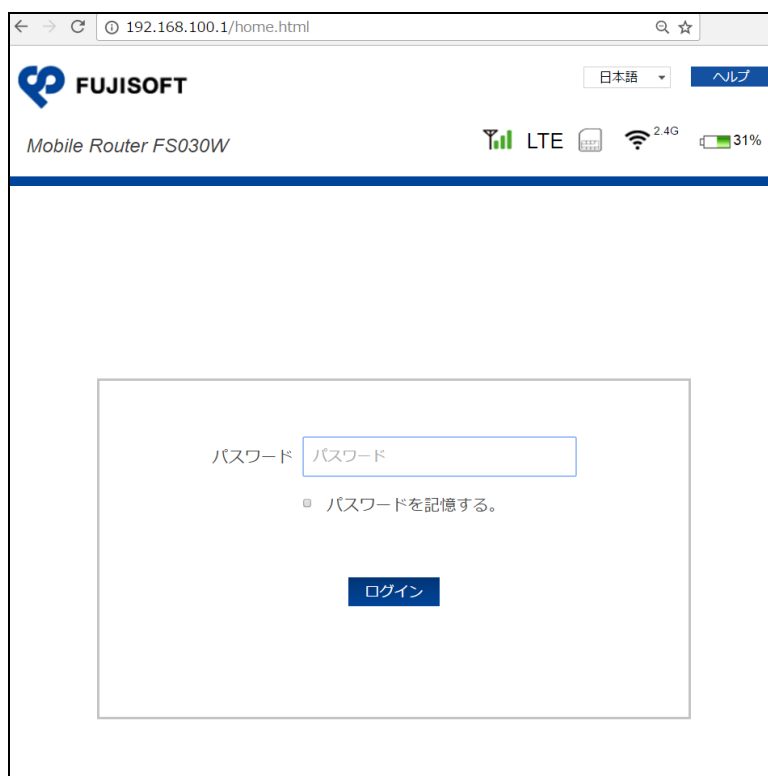 192.168.100.1/home.html
FUJISOFT
日本語
ヘルプ
Mobile Router FS030W
LTE
2.4G
31%
パスワード
パスワード
パスワードを記憶する。
ログイン